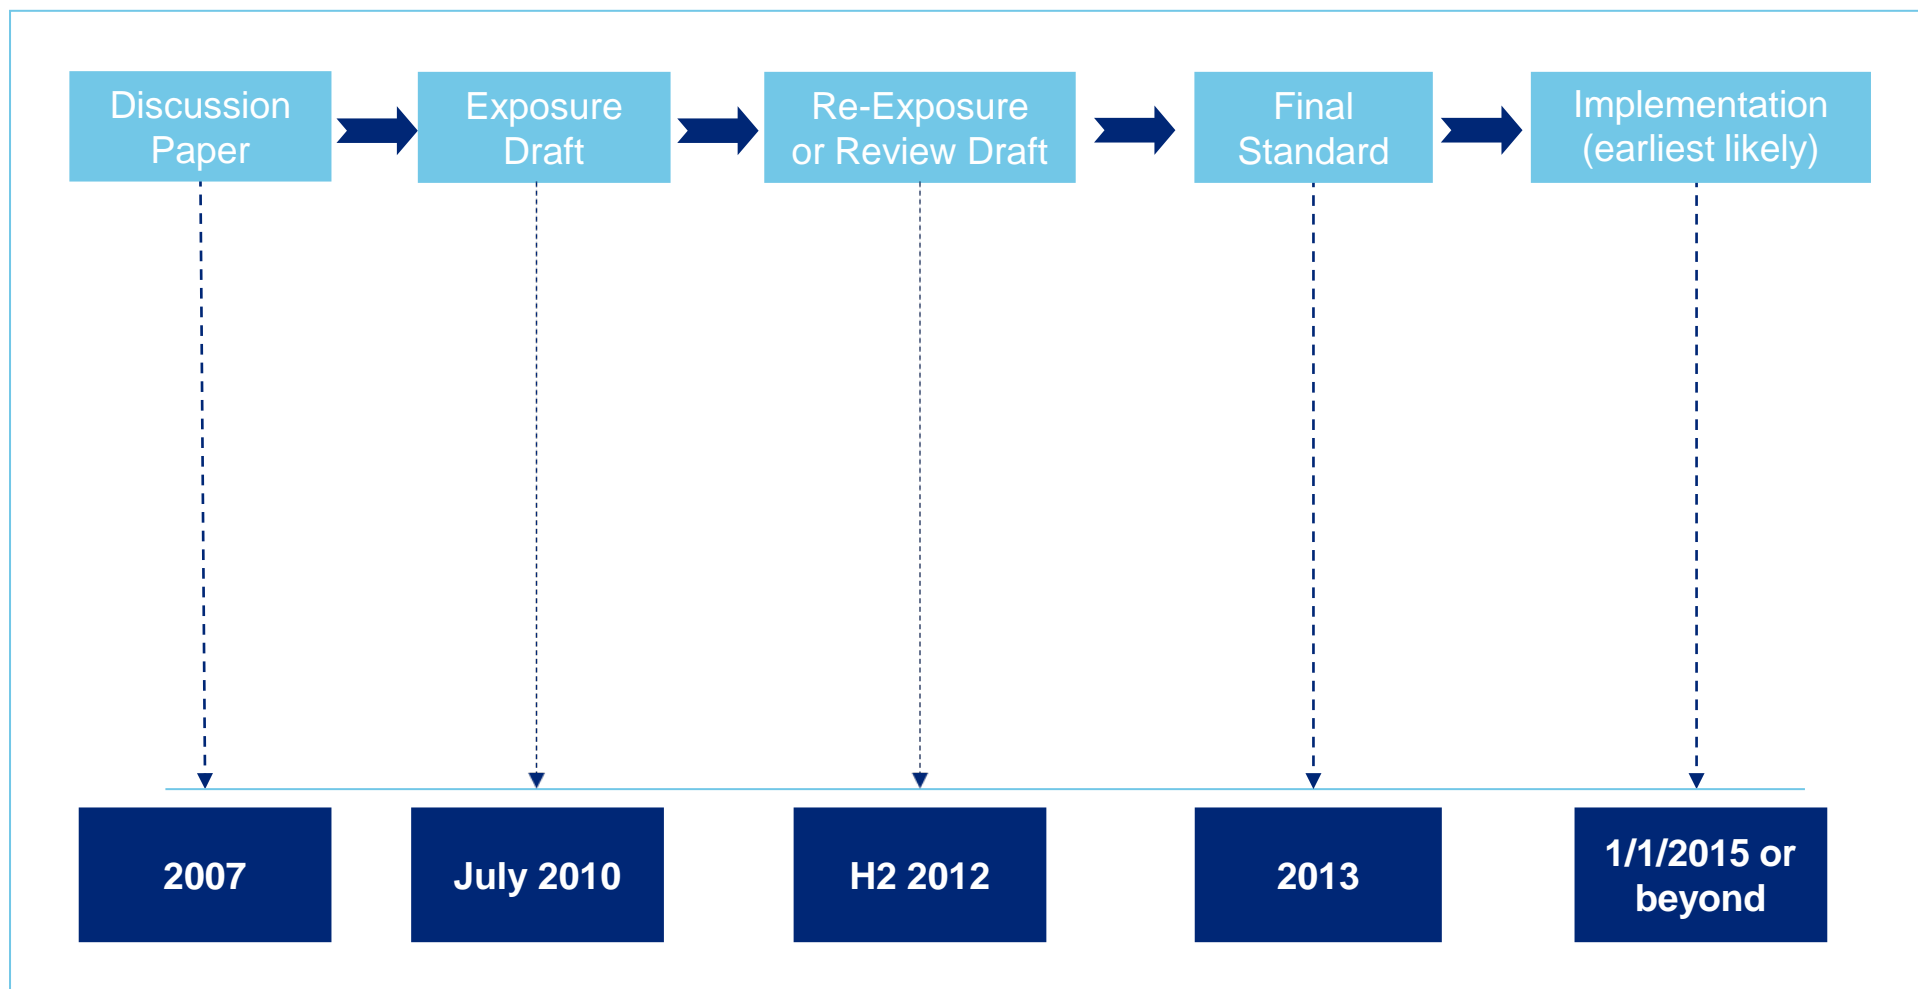 Discussion
Paper
Exposure
Draft
Re-Exposure
or Review Draft
Final
Standard
Implementation
(earliest likely)
2007
July 2010
H2 2012
2013
1/1/2015 or
beyond